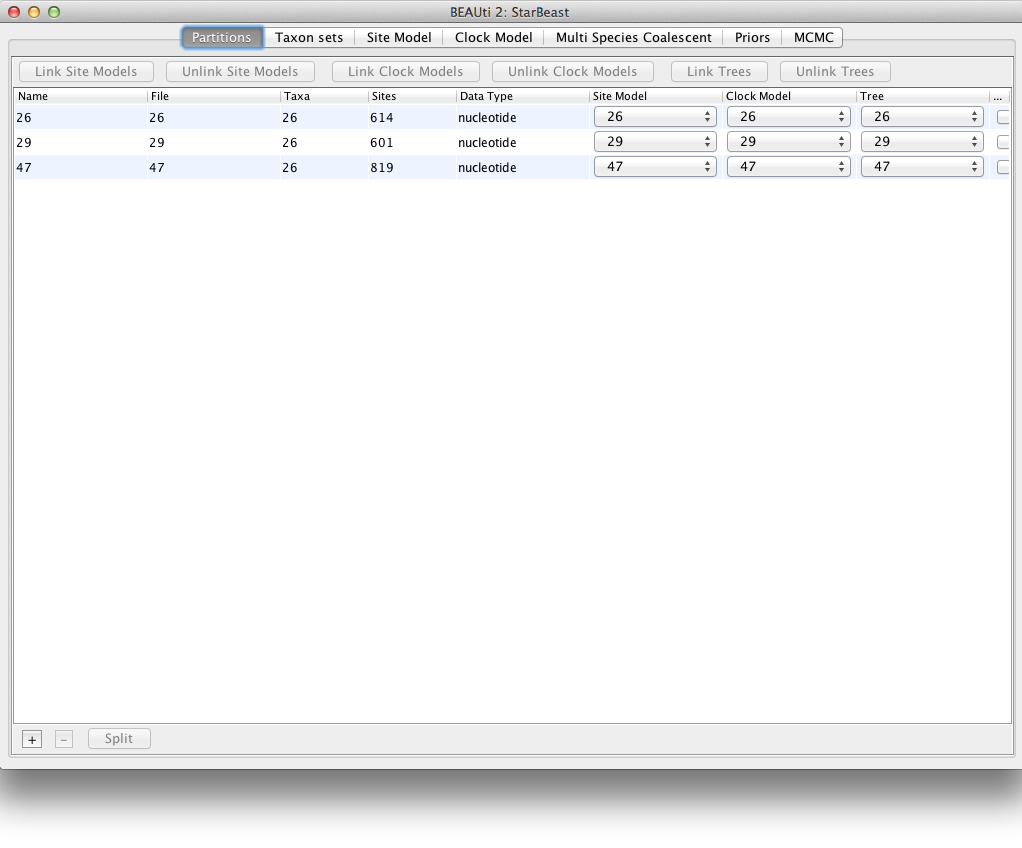 BEAUti 2: StarBeast
Partitions Taxon sets Site Model Clock Model Multi Species Coalescent Priors MCMC
Link Site Models Unlink Site Models Link Clock Models Unlink Clock Models Link Trees Unlink Trees
Name File Taxa Sites Data Type Site Model Clock Model Tree ...
26 26 26 614 nucleotide 26 26 26
29 29 26 601 nucleotide 29 29 29
47 47 26 819 nucleotide 47 47 47
+ - Split